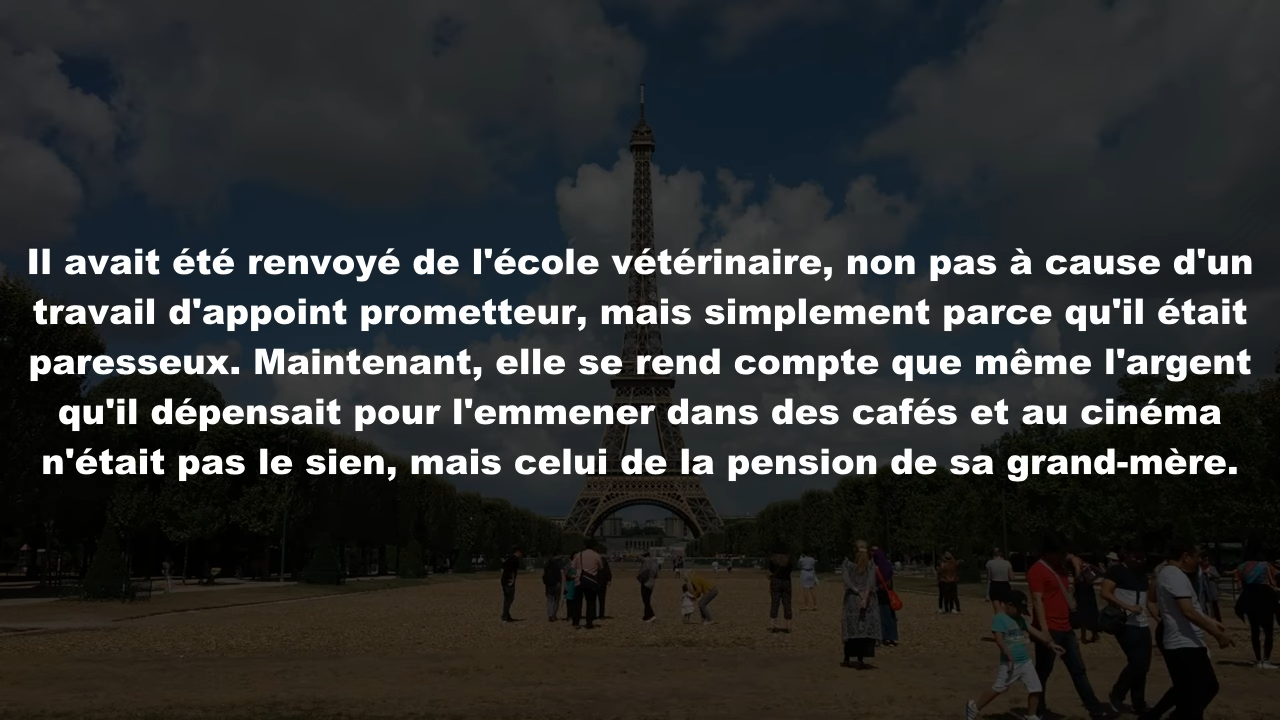 Il avait été renvoyé de l'école vétérinaire, non pas à cause d'un
travail d'appoint prometteur, mais simplement parce qu'il était
paresseux. Maintenant, elle se rend compte que même l'argent
qu'il dépensait pour l'emmener dans des cafés et au cinéma
n'était pas le sien, mais celui de la pension de sa grand-mère.